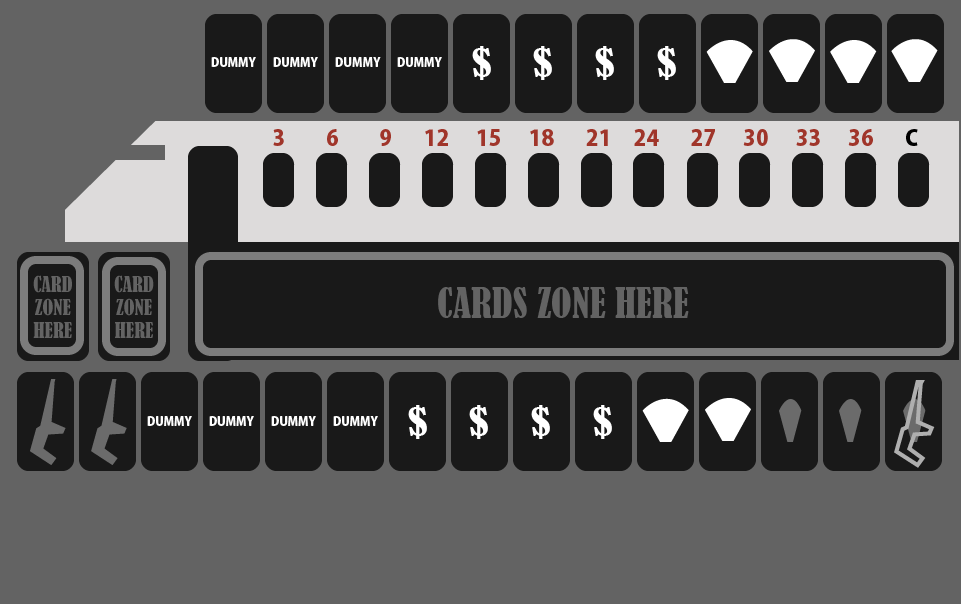 DUMMY DUMMY DUMMY DUMMY $ $ $ $
3 6 9 12 15 18 21 24 27 30 33 36 C
CARD
ZONE
HERE
CARD
ZONE
HERE
CARDS ZONE HERE
DUMMY DUMMY DUMMY DUMMY $ $ $ $